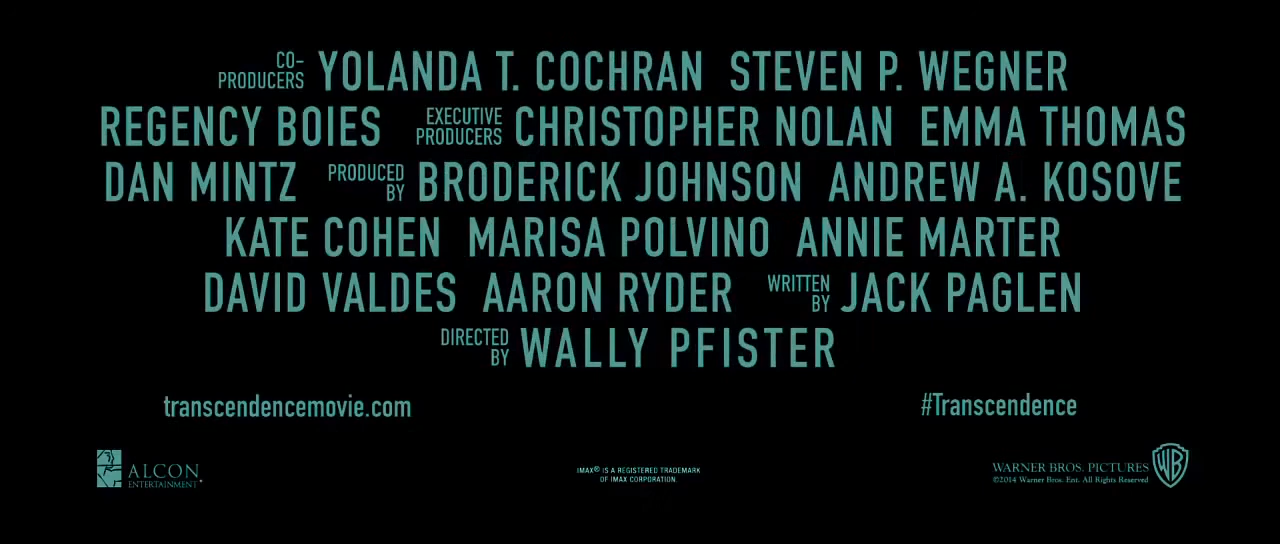 CO-PRODUCERS YOLANDA T. COCHRAN STEVEN P. WEGNER
REGENCY BOIES EXECUTIVE PRODUCERS CHRISTOPHER NOLAN EMMA THOMAS
DAN MINTZ PRODUCED BY BRODERICK JOHNSON ANDREW A. KOSOVE
KATE COHEN MARISA POLVINO ANNIE MARTER
DAVID VALDES AARON RYDER WRITTEN BY JACK PAGLEN
DIRECTED BY WALLY PFISTER
transcendencemovie.com #Transcendence
ALCON
ENTERTAINMENT
IMAX® IS A REGISTERED TRADEMARK
OF IMAX CORPORATION
WARNER BROS. PICTURES
©2014 Warner Bros. Ent. All Rights Reserved
WB